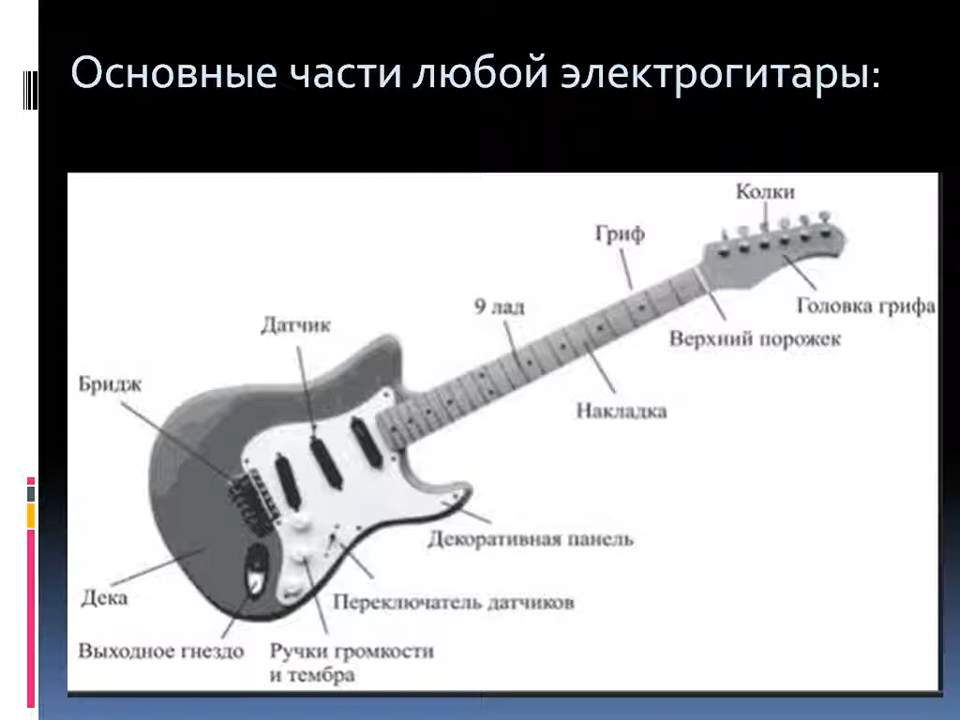 Основные части любой электрогитары:
Колки
Гриф
Головка грифа
9 лад
Верхний порожек
Датчик
Бридж
Накладка
Декоративная панель
Дека
Переключатель датчиков
Выходное гнездо
Ручки громкости
и тембра